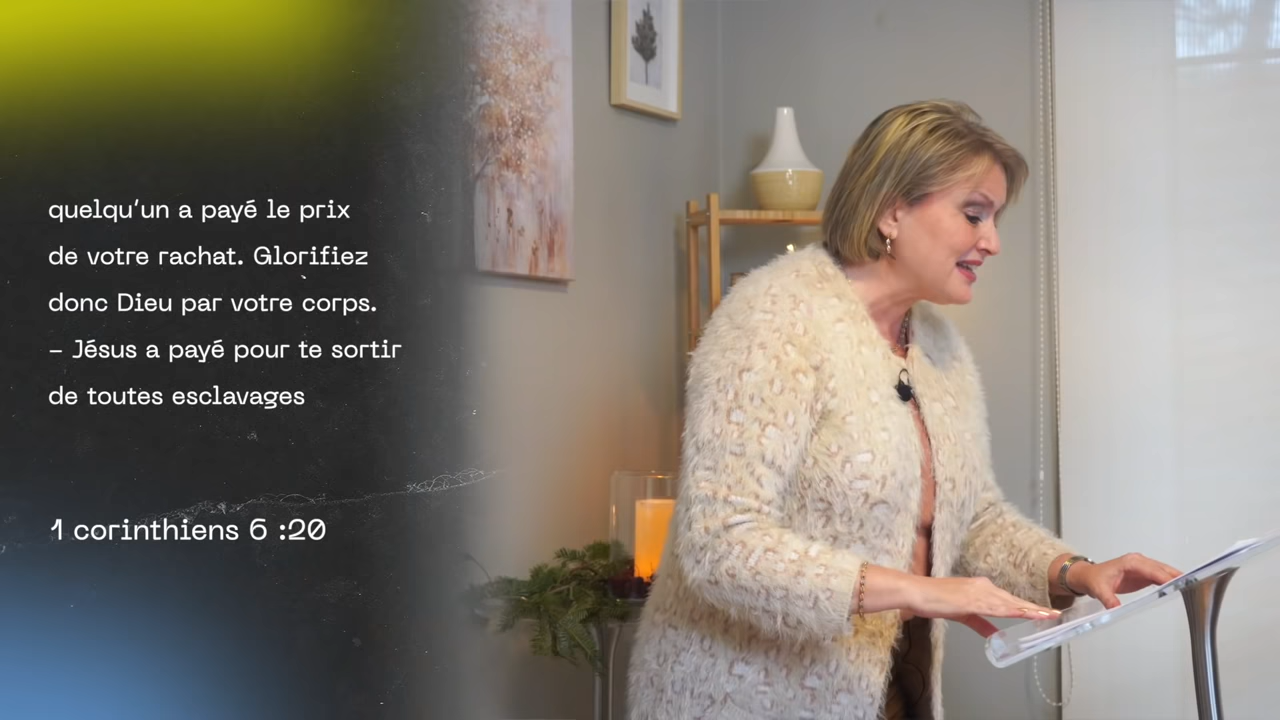 quelqu'un a payé le prix
de votre rachat. Glorifiez
donc Dieu par votre corps.
– Jésus a payé pour te sortir
de toutes esclavages
1 corinthiens 6 :20